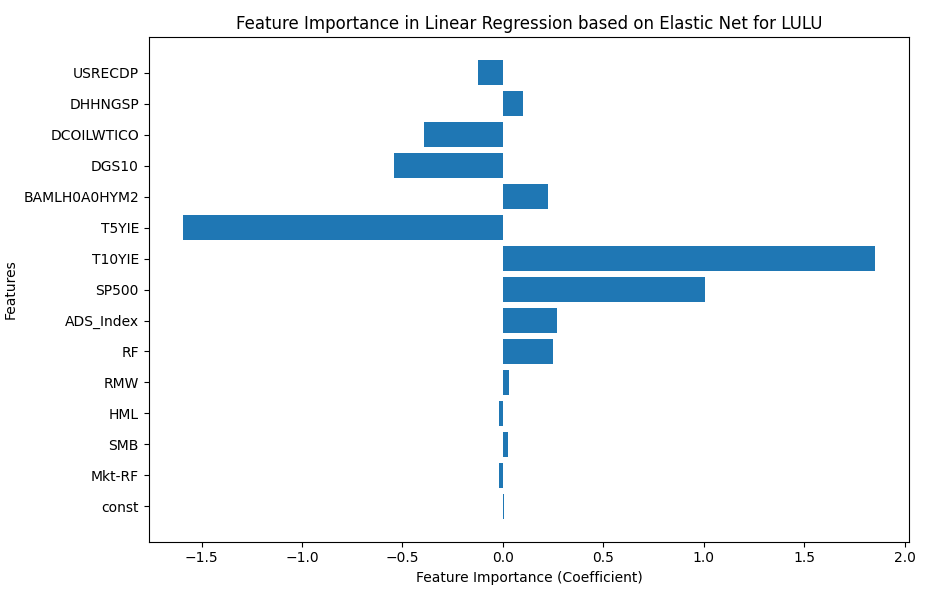 Feature Importance in Linear Regression based on Elastic Net for LULU
USRECDP
DHHNGSP
DCOILWTICO
DGS10
BAMLH0A0HYM2
T5YIE
T10YIE
SP500
ADS_Index
RF
RMW
HML
SMB
Mkt-RF
const
Features
−1.5 −1.0 −0.5 0.0 0.5 1.0 1.5 2.0
Feature Importance (Coefficient)